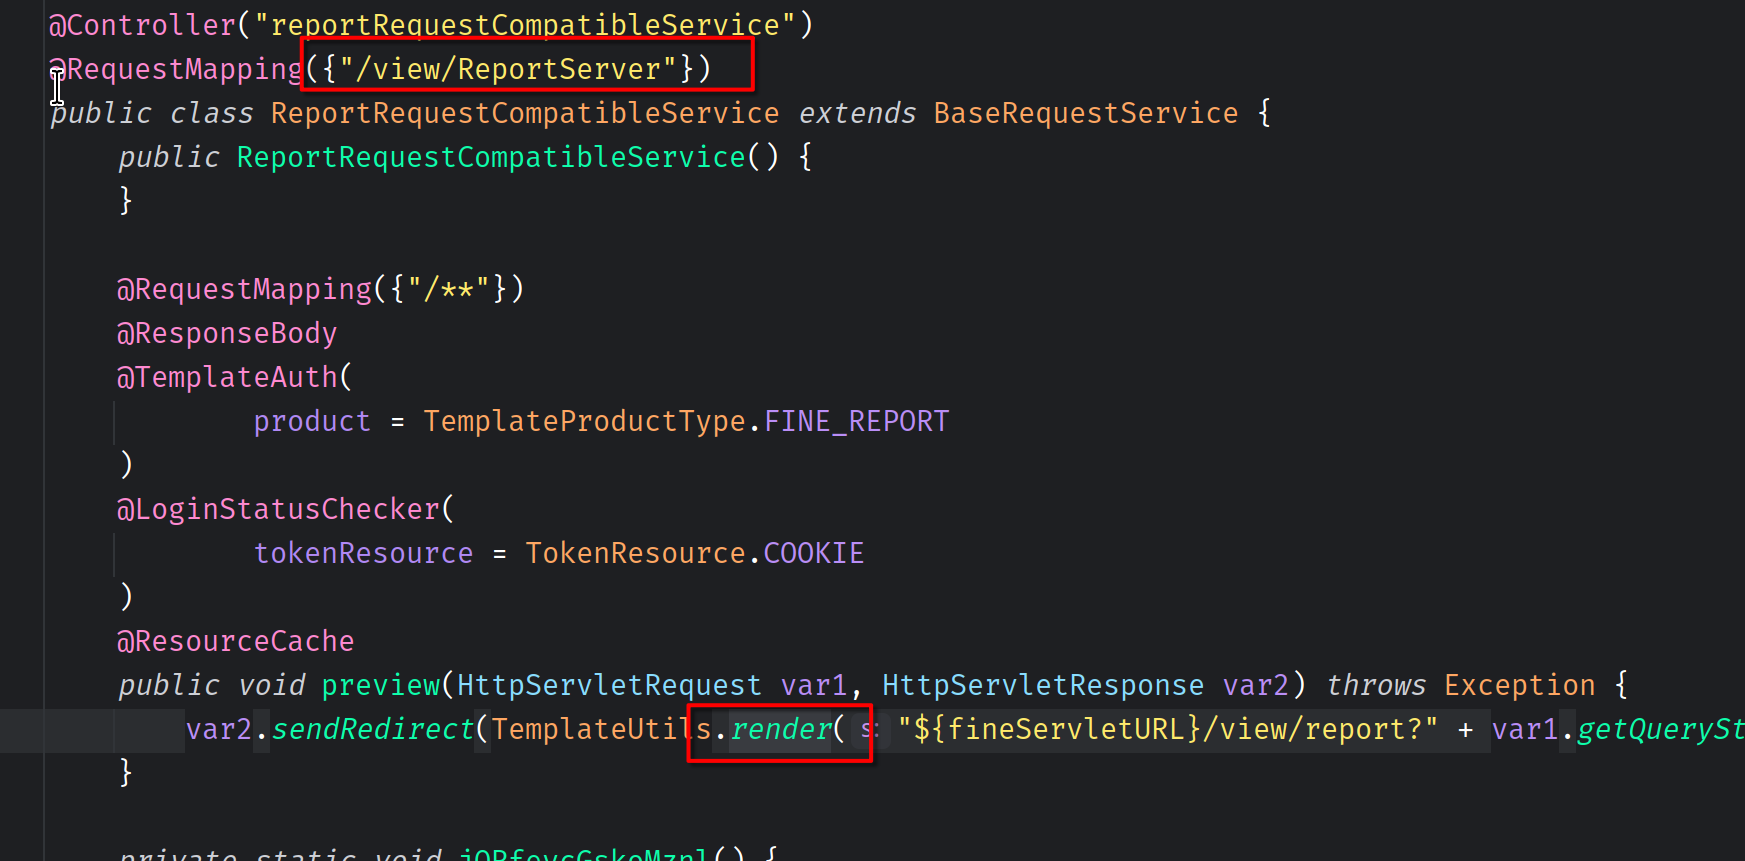 @Controller("reportRequestCompatibleService")
@RequestMapping({"/view/ReportServer"})
public class ReportRequestCompatibleService extends BaseRequestService {
public ReportRequestCompatibleService() {
}
@RequestMapping({"/**"})
@ResponseBody
@TemplateAuth(
product = TemplateProductType.FINE_REPORT
)
@LoginStatusChecker(
tokenResource = TokenResource.COOKIE
)
@ResourceCache
public void preview(HttpServletRequest var1, HttpServletResponse var2) throws Exception {
var2.sendRedirect(TemplateUtils.render( s: "${fineServletURL}/view/report?" + var1.getQuerySt
}
private static void () {